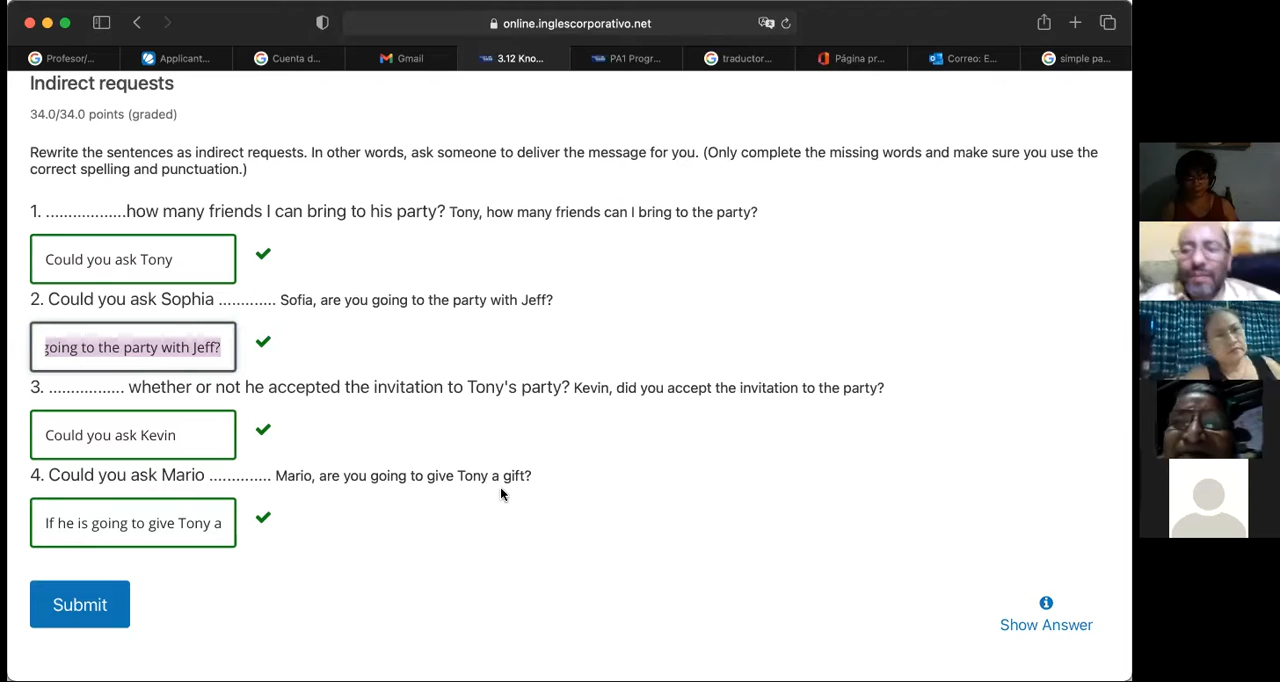 online.inglescorporativo.net
Profesor/...
Applicant...
Cuenta d...
Gmail
3.12 Kno...
PA1 Progr...
traductor...
Página pr...
Correo: E...
simple pa...
Indirect requests
34.0/34.0 points (graded)
Rewrite the sentences as indirect requests. In other words, ask someone to deliver the message for you. (Only complete the missing words and make sure you use the
correct spelling and punctuation.)
1. ..................how many friends I can bring to his party? Tony, how many friends can I bring to the party?
Could you ask Tony
2. Could you ask Sophia ............. Sofia, are you going to the party with Jeff?
going to the party with Jeff?
3. ................. whether or not he accepted the invitation to Tony's party? Kevin, did you accept the invitation to the party?
Could you ask Kevin
4. Could you ask Mario .............. Mario, are you going to give Tony a gift?
If he is going to give Tony a
Submit
Show Answer